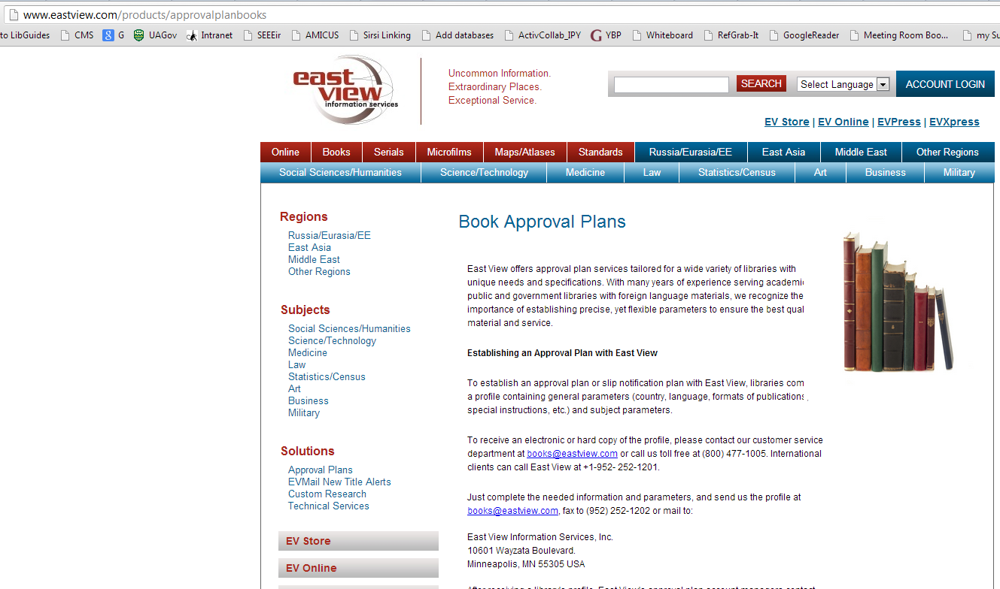 www.eastview.com/products/approvalplanbooks
to LibGuides CMS G UAGov Intranet SEEEir AMICUS Sirsi Linking Add databases ActivCollab_IPY YBP Whiteboard RefGrab-It GoogleReader Meeting Room Boo... my Su
east
view
information services
Uncommon Information.
Extraordinary Places.
Exceptional Service.
SEARCH Select Language ACCOUNT LOGIN
EV Store | EV Online | EVPress | EVXpress
Online Books Serials Microfilms Maps/Atlases Standards Russia/Eurasia/EE East Asia Middle East Other Regions
Social Sciences/Humanities Science/Technology Medicine Law Statistics/Census Art Business Military
Regions
Russia/Eurasia/EE
East Asia
Middle East
Other Regions
Subjects
Social Sciences/Humanities
Science/Technology
Medicine
Law
Statistics/Census
Art
Business
Military
Solutions
Approval Plans
EVMail New Title Alerts
Custom Research
Technical Services
EV Store
EV Online
Book Approval Plans
East View offers approval plan services tailored for a wide variety of libraries with
unique needs and specifications. With many years of experience serving academi
public and government libraries with foreign language materials, we recognize the
importance of establishing precise, yet flexible parameters to ensure the best qual
material and service.
Establishing an Approval Plan with East View
To establish an approval plan or slip notification plan with East View, libraries com
a profile containing general parameters (country, language, formats of publications,
special instructions, etc.) and subject parameters.
To receive an electronic or hard copy of the profile, please contact our customer service
department at books@eastview.com or call us toll free at (800) 477-1005. International
clients can call East View at +1-952- 252-1201.
Just complete the needed information and parameters, and send us the profile at
books@eastview.com, fax to (952) 252-1202 or mail to:
East View Information Services, Inc.
10601 Wayzata Boulevard.
Minneapolis, MN 55305 USA
After receiving a library's profile, East View's approval plan account managers contact